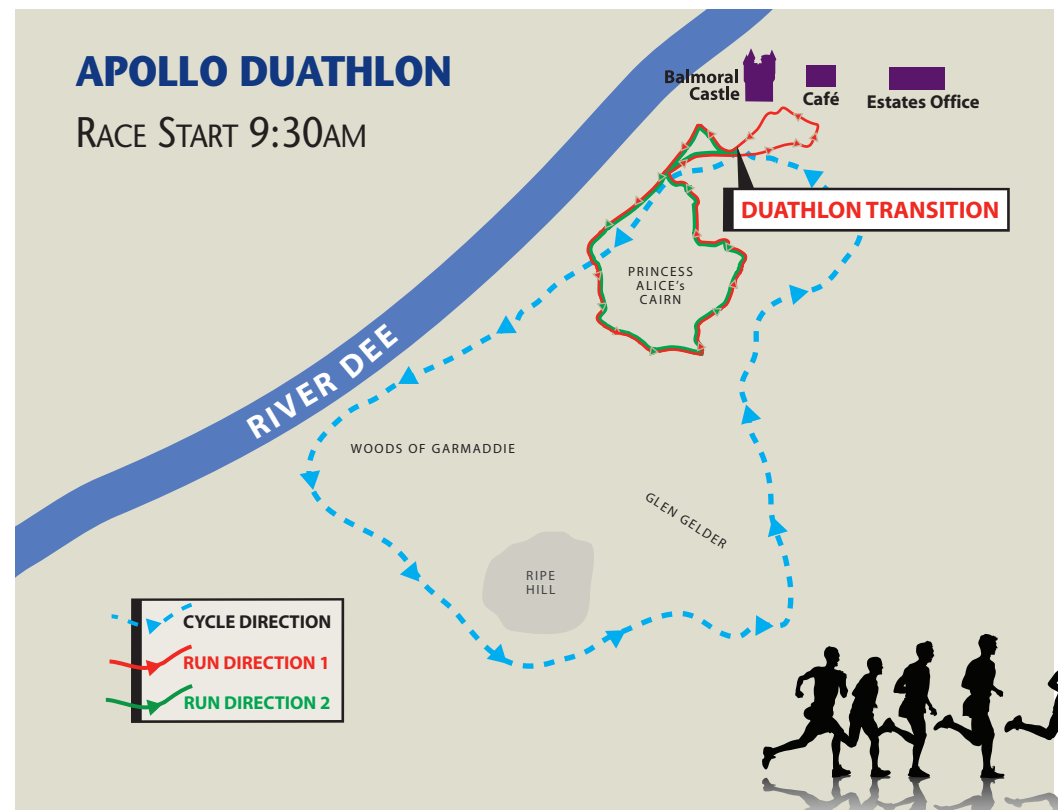 APOLLO DUATHLON
RACE START 9:30AM
Balmoral
Castle
Café
Estates Office
DUATHLON TRANSITION
PRINCESS
ALICE's
CAIRN
RIVER DEE
WOODS OF GARMADDIE
GLEN GELDER
RIPE
HILL
CYCLE DIRECTION
RUN DIRECTION 1
RUN DIRECTION 2